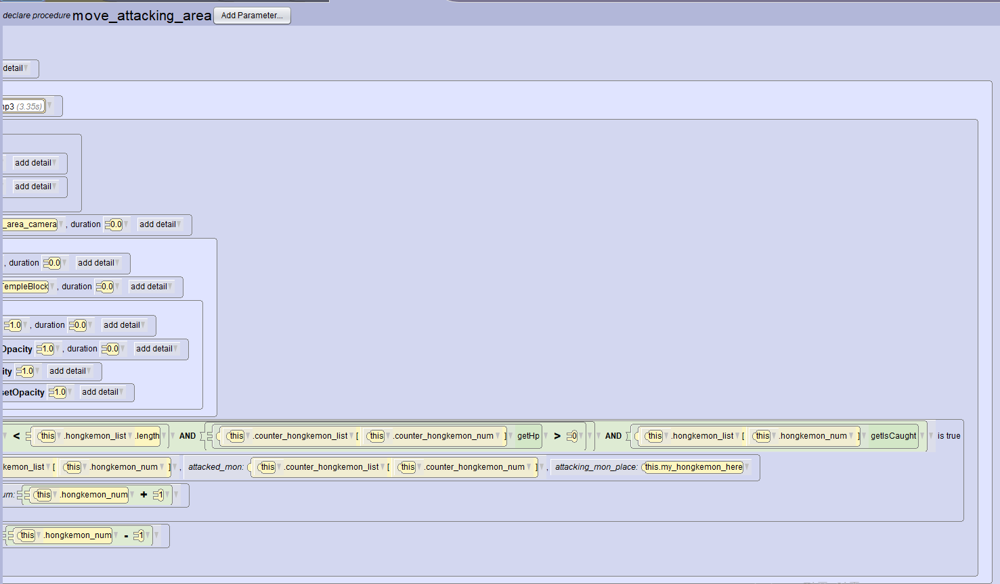 declare procedure move_attacking_area Add Parameter...
detail
mp3 (3.35s)
add detail
add detail
_area_camera , duration 0.0 add detail
, duration 0.0 add detail
TempleBlock , duration 0.0 add detail
1.0 , duration 0.0 add detail
Opacity 1.0 , duration 0.0 add detail
ity 1.0 add detail
setOpacity 1.0 add detail
< this .hongkemon_list .length AND this .counter_hongkemon_list [ this .counter_hongkemon_num ] getHp > 0 AND this .hongkemon_list [ this .hongkemon_num ] getIsCaught is true
kemon_list [ this .hongkemon_num ] , attacked_mon: this .counter_hongkemon_list [ this .counter_hongkemon_num ] , attacking_mon_place: this.my_hongkemon_here
um: this .hongkemon_num + 1
this .hongkemon_num - 1